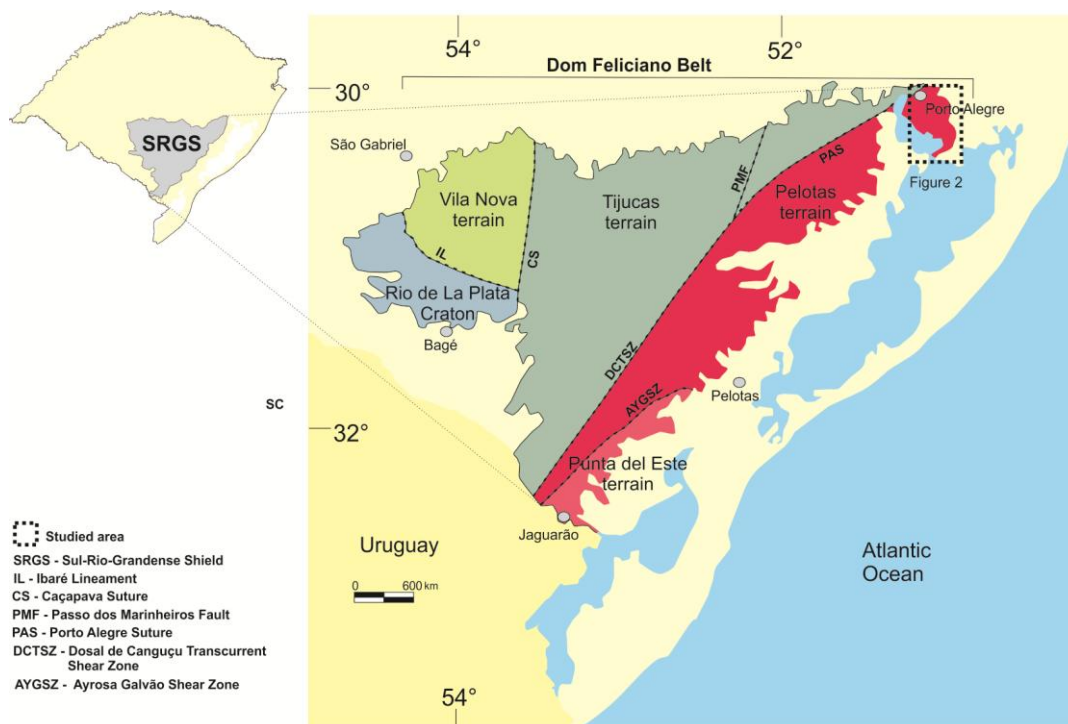 54°
52°
Dom Feliciano Belt
30°
Porto Alegre
SRGS
São Gabriel
PMF
PAS
Figure 2
Vila Nova
terrain
Tijucas
terrain
Pelotas
terrain
IL
CS
Rio de La Plata
Craton
Bagé
DCTSZ
AYGSZ
Pelotas
SC
32°
Punta del Este
terrain
Jaguarão
Uruguay
Atlantic
Ocean
0 600 km
54°
Studied area
SRGS - Sul-Rio-Grandense Shield
IL - Ibaré Lineament
CS - Caçapava Suture
PMF - Passo dos Marinheiros Fault
PAS - Porto Alegre Suture
DCTSZ - Dosal de Canguçu Transcurrent
Shear Zone
AYGSZ - Ayrosa Galvão Shear Zone